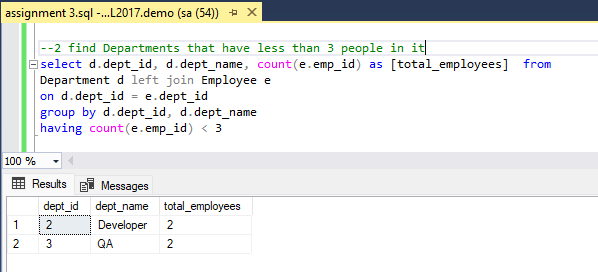 assignment 3.sql -...L2017.demo (sa (54))
--2 find Departments that have less than 3 people in it
select d.dept_id, d.dept_name, count(e.emp_id) as [total_employees]  from
Department d left join Employee e
on d.dept_id = e.dept_id
group by d.dept_id, d.dept_name
having count(e.emp_id) < 3
100 %
Results Messages
dept_id dept_name total_employees
1 2 Developer 2
2 3 QA 2